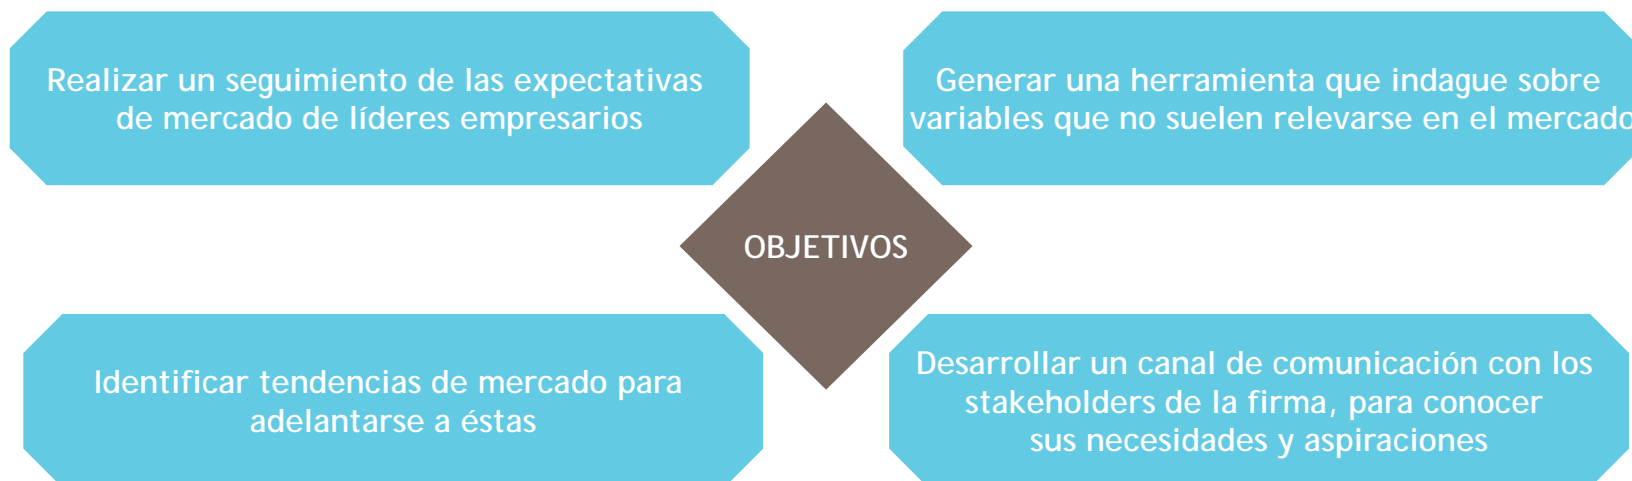 Realizar un seguimiento de las expectativas
de mercado de líderes empresarios
Generar una herramienta que indague sobre
variables que no suelen relevarse en el mercado
OBJETIVOS
Identificar tendencias de mercado para
adelantarse a éstas
Desarrollar un canal de comunicación con los
stakeholders de la firma, para conocer
sus necesidades y aspiraciones